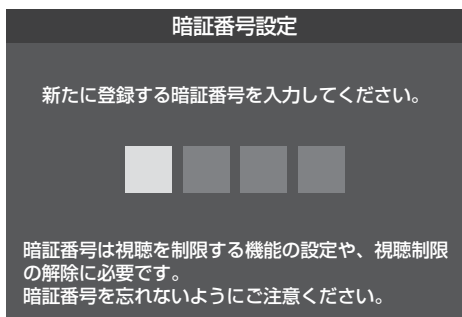 暗証番号設定
新たに登録する暗証番号を入力してください。
暗証番号は視聴を制限する機能の設定や、視聴制限
の解除に必要です。
暗証番号を忘れないようにご注意ください。